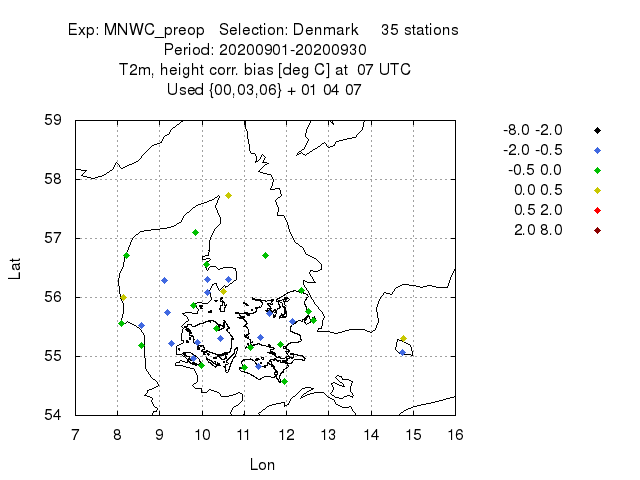 Exp: MNWC_preop   Selection: Denmark     35 stations
Period: 20200901-20200930
T2m, height corr. bias [deg C] at  07 UTC
Used {00,03,06} + 01 04 07
59
58
57
56
55
54
7 8 9 10 11 12 13 14 15 16
Lat
Lon
-8.0 -2.0
-2.0 -0.5
-0.5 0.0
0.0 0.5
0.5 2.0
2.0 8.0